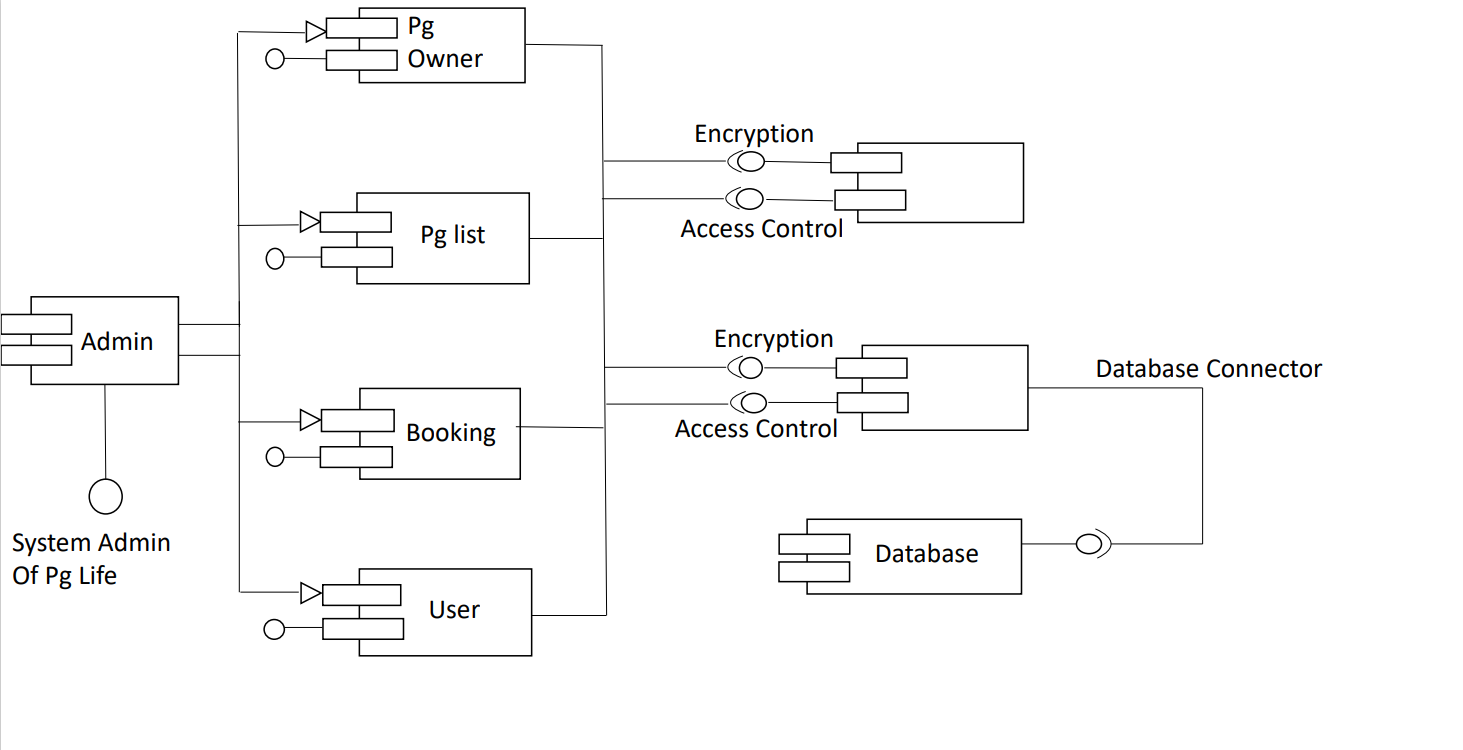 Pg
Owner
Encryption
Access Control
Pg list
Admin
Encryption
Database Connector
Access Control
Booking
System Admin
Of Pg Life
Database
User